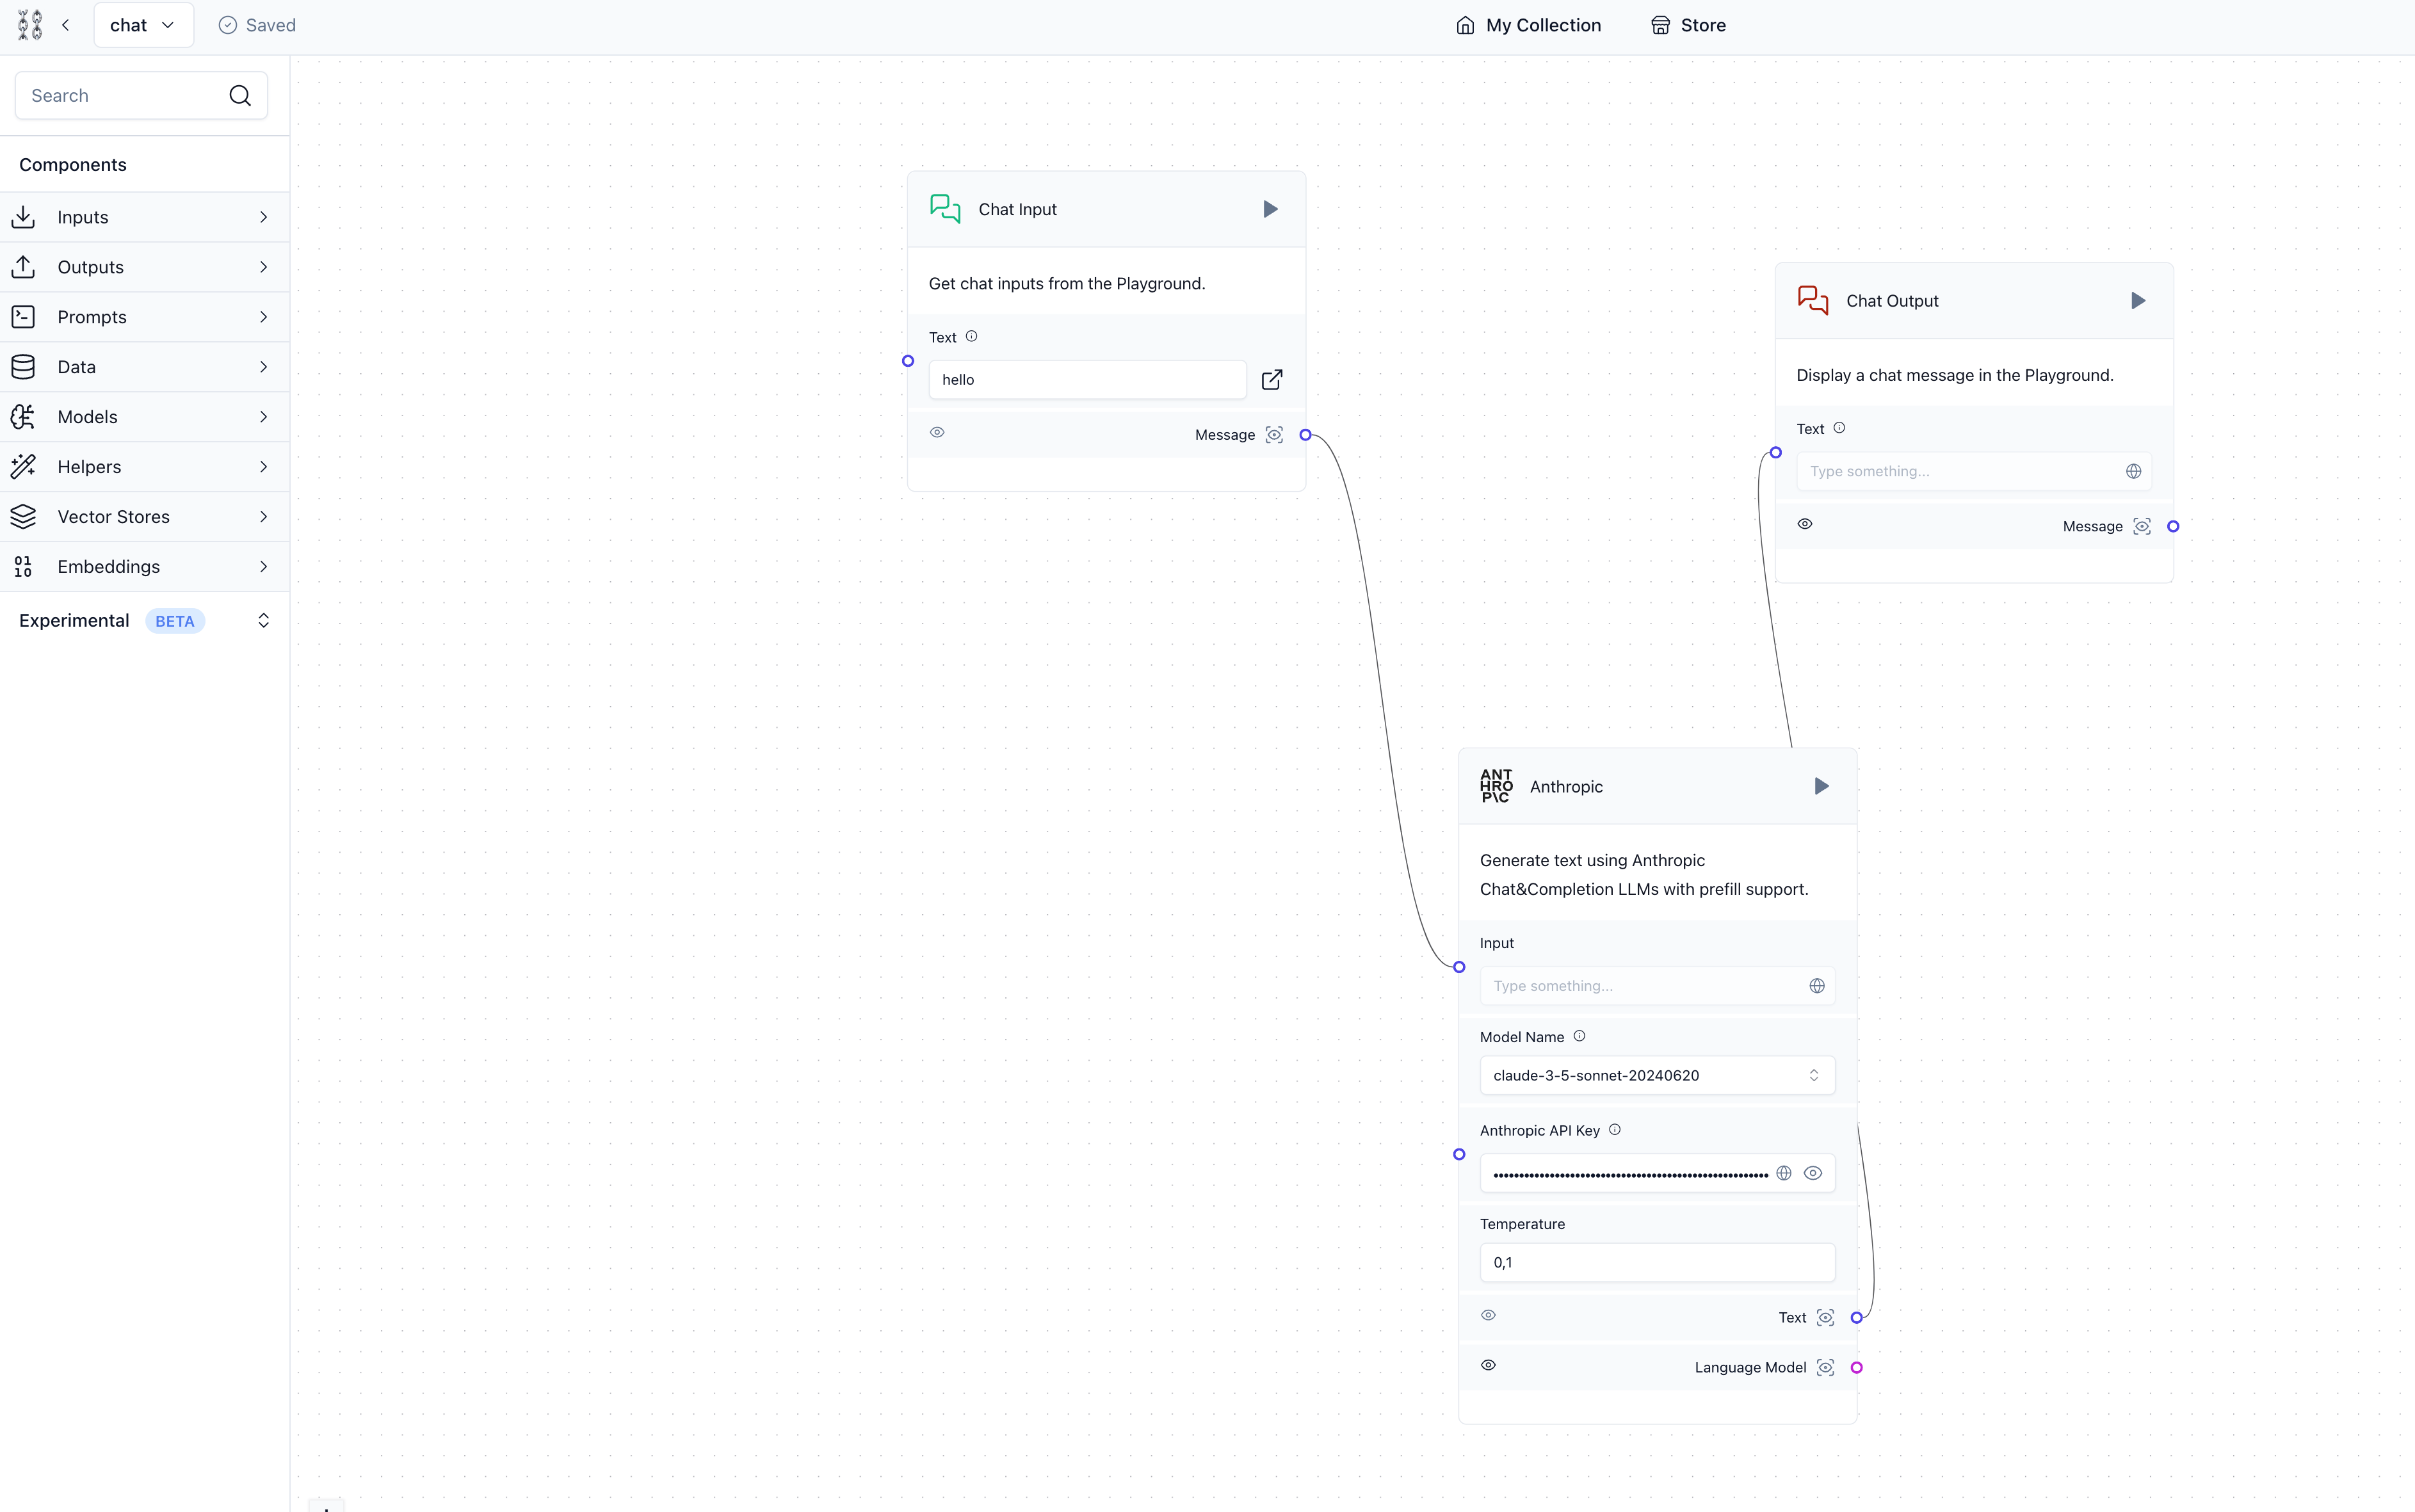 chat
Saved
My Collection
Store
Search
Components
Inputs
Outputs
Prompts
Data
Models
Helpers
Vector Stores
Embeddings
Experimental BETA
Chat Input
Get chat inputs from the Playground.
Text
hello
Message
Chat Output
Display a chat message in the Playground.
Text
Type something...
Message
ANT
HRO
P\C
Anthropic
Generate text using Anthropic
Chat&Completion LLMs with prefill support.
Input
Type something...
Model Name
claude-3-5-sonnet-20240620
Anthropic API Key
Temperature
0,1
Text
Language Model